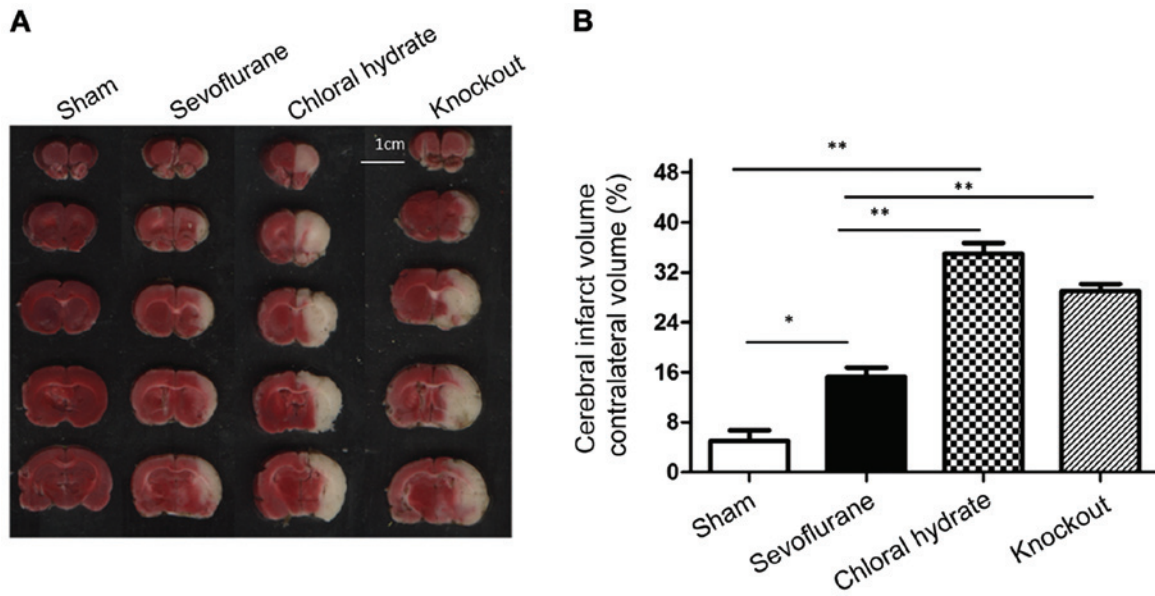 A
Sham
Sevoflurane
Chloral hydrate
Knockout
1cm
B
Cerebral infarct volume
contralateral volume (%)
48
40
32
24
16
8
0
**
**
**
*
Sham
Sevoflurane
Chloral hydrate
Knockout